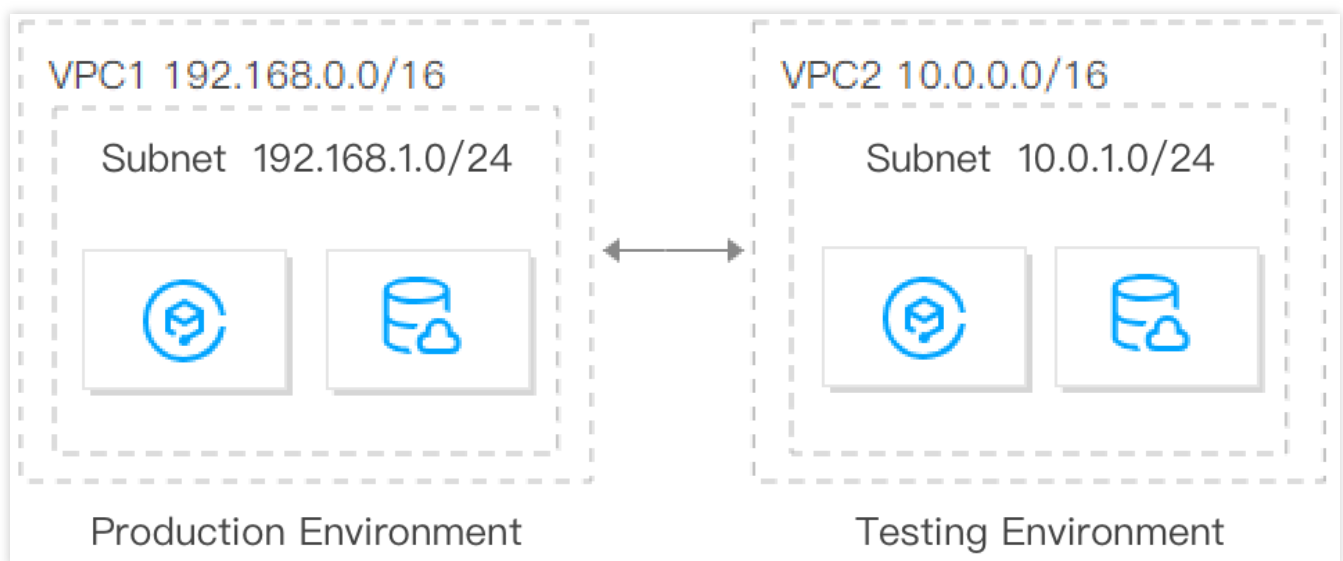 VPC1 192.168.0.0/16
Subnet 192.168.1.0/24
Production Environment
VPC2 10.0.0.0/16
Subnet 10.0.1.0/24
Testing Environment